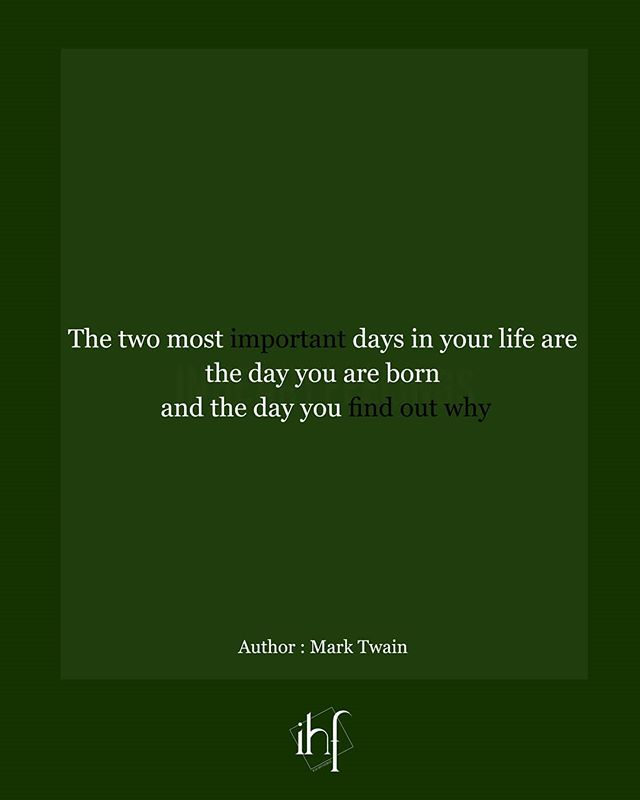 The two most important days in your life are
the day you are born
and the day you find out why
Author : Mark Twain
ihf